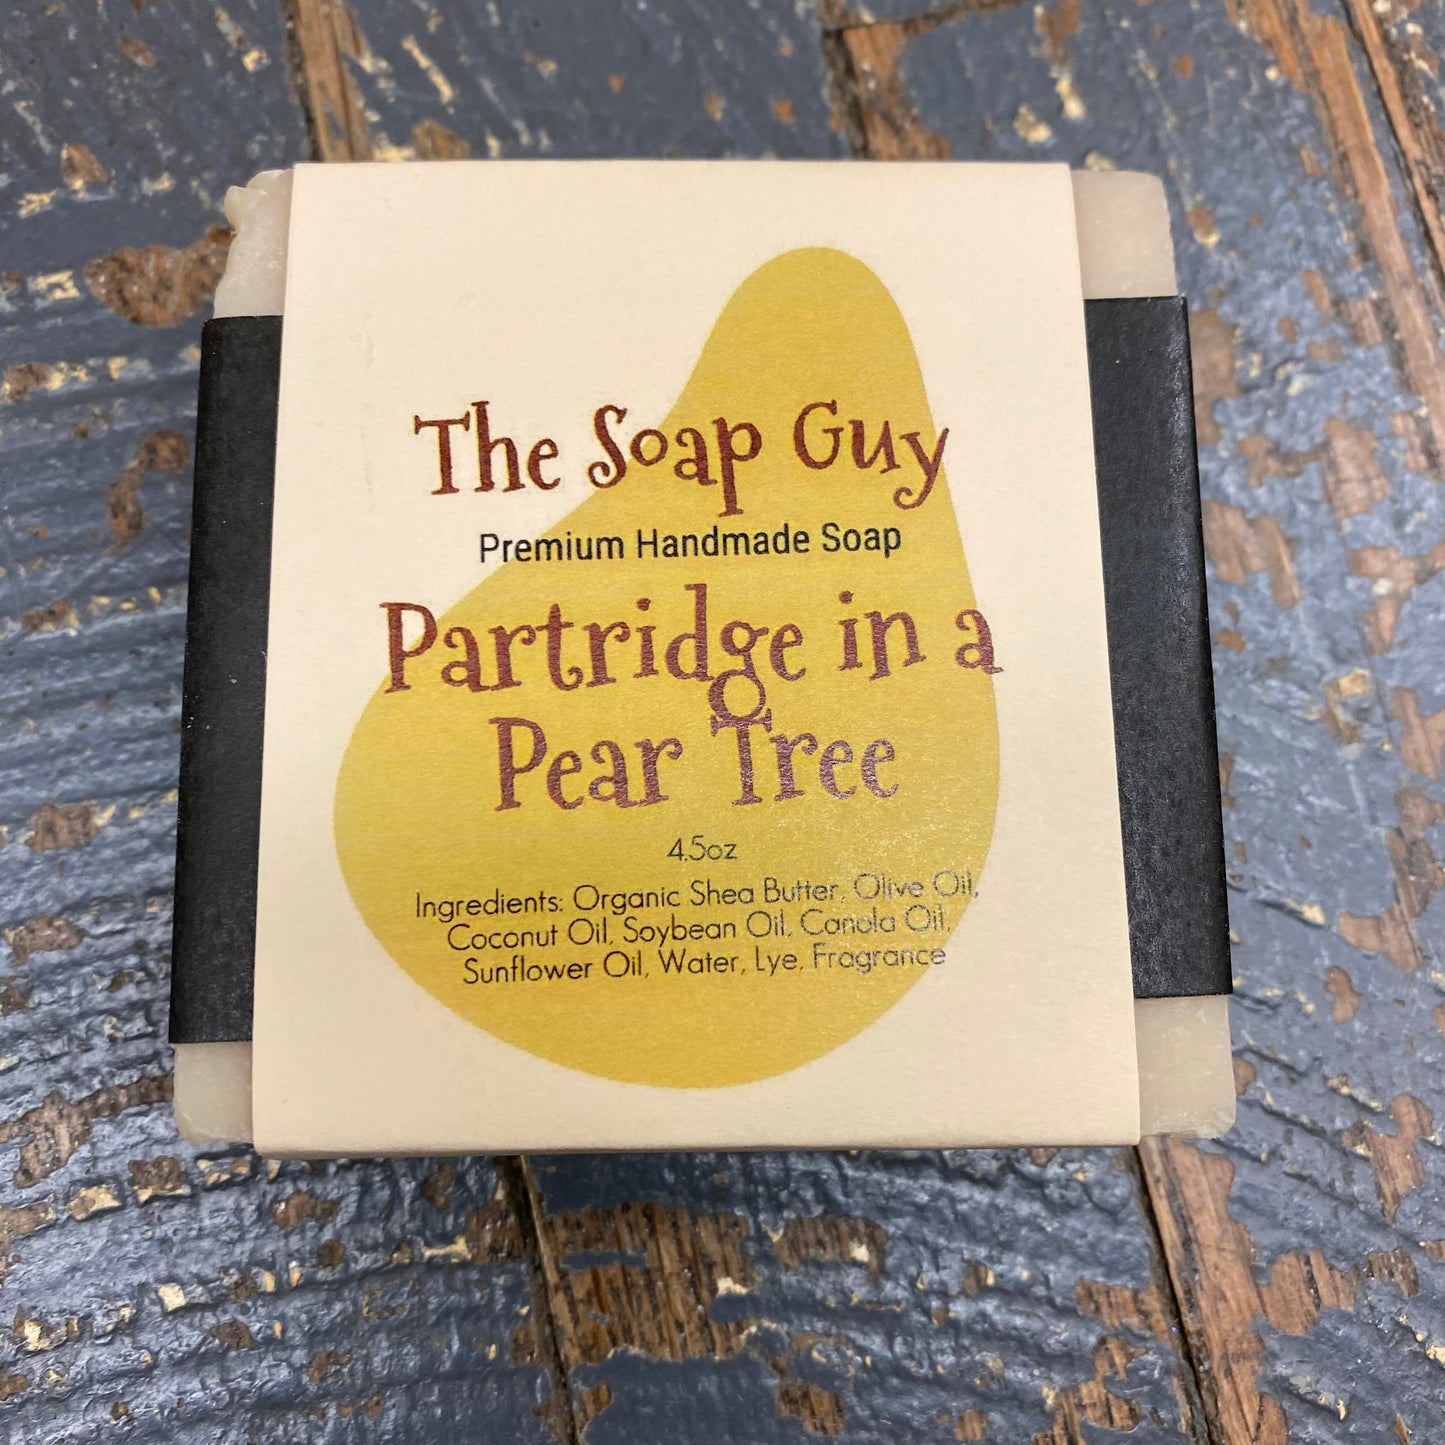 The Soap Guy
Premium Handmade Soap
Partridge in a
Pear Tree
4.5oz
Ingredients: Organic Shea Butter, Olive Oil,
Coconut Oil, Soybean Oil, Canola Oil,
Sunflower Oil, Water, Lye, Fragrance